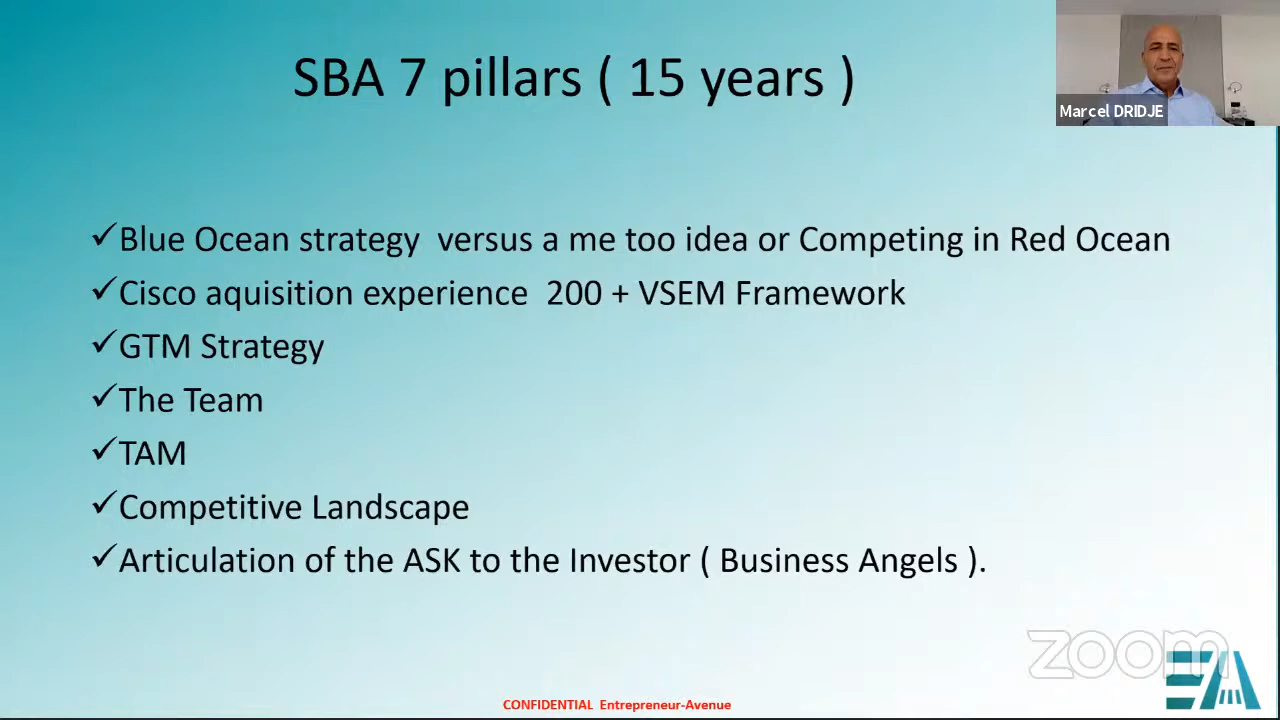 SBA 7 pillars ( 15 years )
Marcel DRIDJE
✓Blue Ocean strategy versus a me too idea or Competing in Red Ocean
✓Cisco aquisition experience 200 + VSEM Framework
✓GTM Strategy
✓The Team
✓TAM
✓Competitive Landscape
✓Articulation of the ASK to the Investor ( Business Angels ).
zoom
EA
CONFIDENTIAL Entrepreneur-Avenue